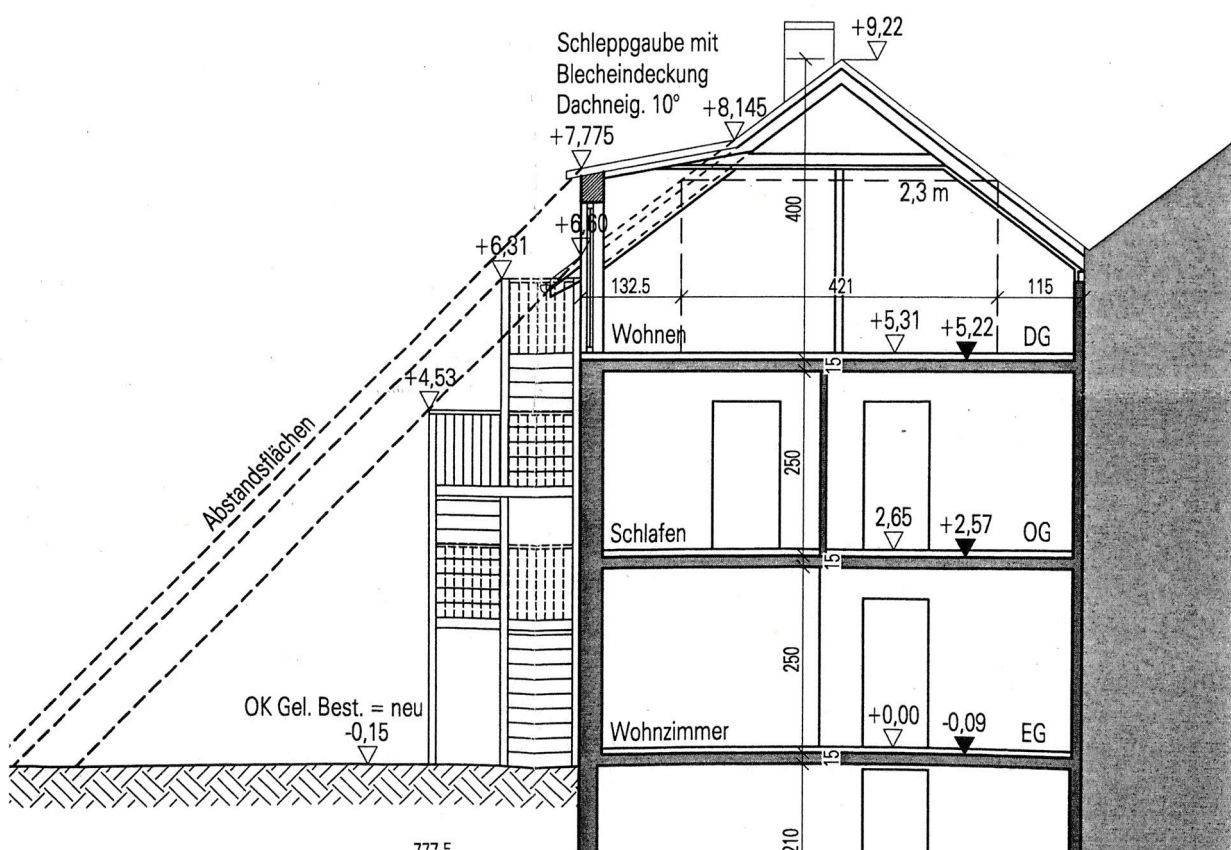 +9,22
Schleppgaube mit
Blecheindeckung
Dachneig. 10°
+8,145
+7,775
2,3 m
400
+6,60
+6,31
132.5
421
115
Wohnen
+5,31
+5,22
DG
15
+4,53
Abstandsflächen
250
Schlafen
2,65
+2,57
OG
15
250
OK Gel. Best. = neu
-0,15
Wohnzimmer
+0,00
-0,09
EG
15
210
777.5